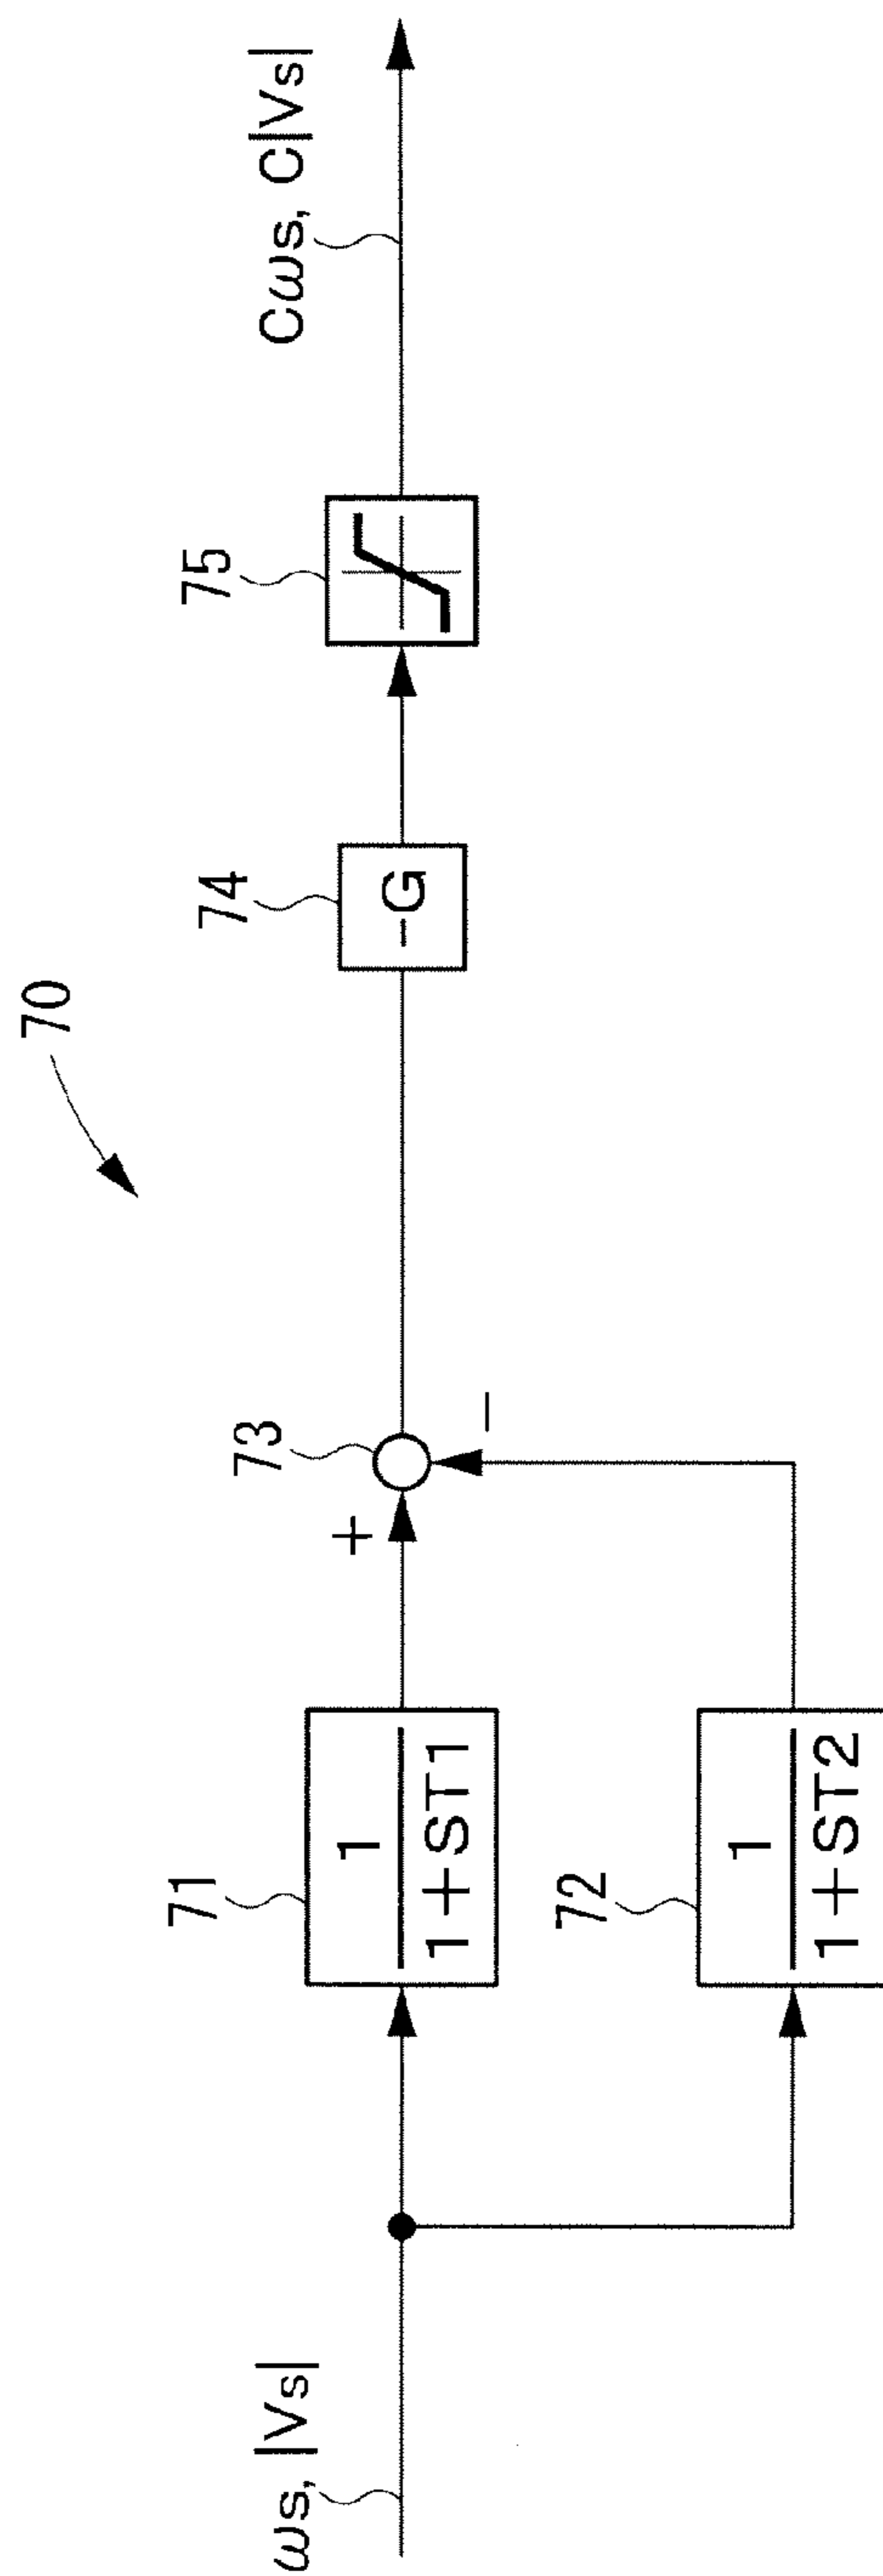 70
ωs, |Vs|
71
1
1+ST1
72
1
1+ST2
73
+
−
74
-G
75
Cωs, C|Vs|